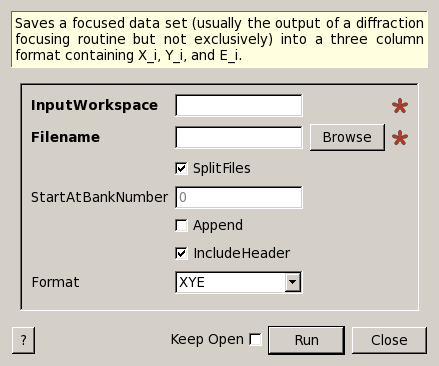 Saves a focused data set (usually the output of a diffraction
focusing routine but not exclusively) into a three column
format containing X_i, Y_i, and E_i.
InputWorkspace
Filename
Browse
SplitFiles
StartAtBankNumber
0
Append
IncludeHeader
Format
XYE
?
Keep Open
Run
Close